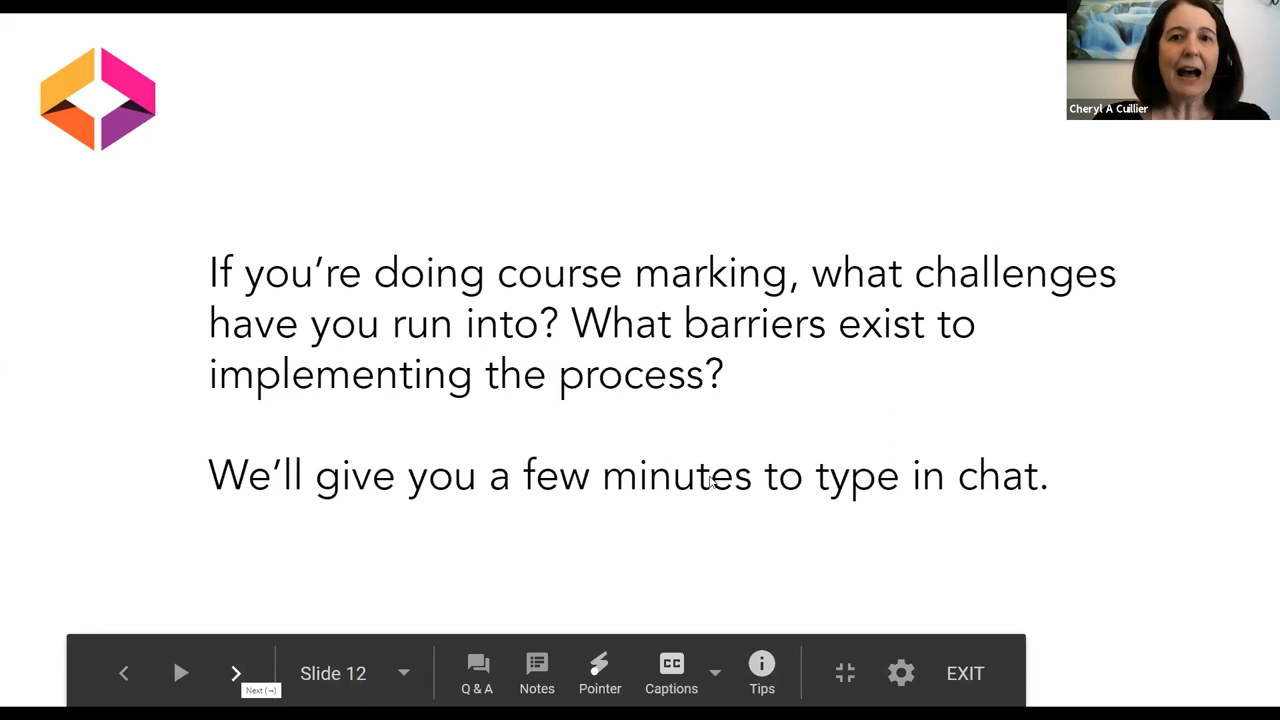 Cheryl A Cuillier
If you're doing course marking, what challenges
have you run into? What barriers exist to
implementing the process?
We'll give you a few minutes to type in chat.
Slide 12
Q & A
Notes
Pointer
CC
Captions
Tips
EXIT
Next (→)